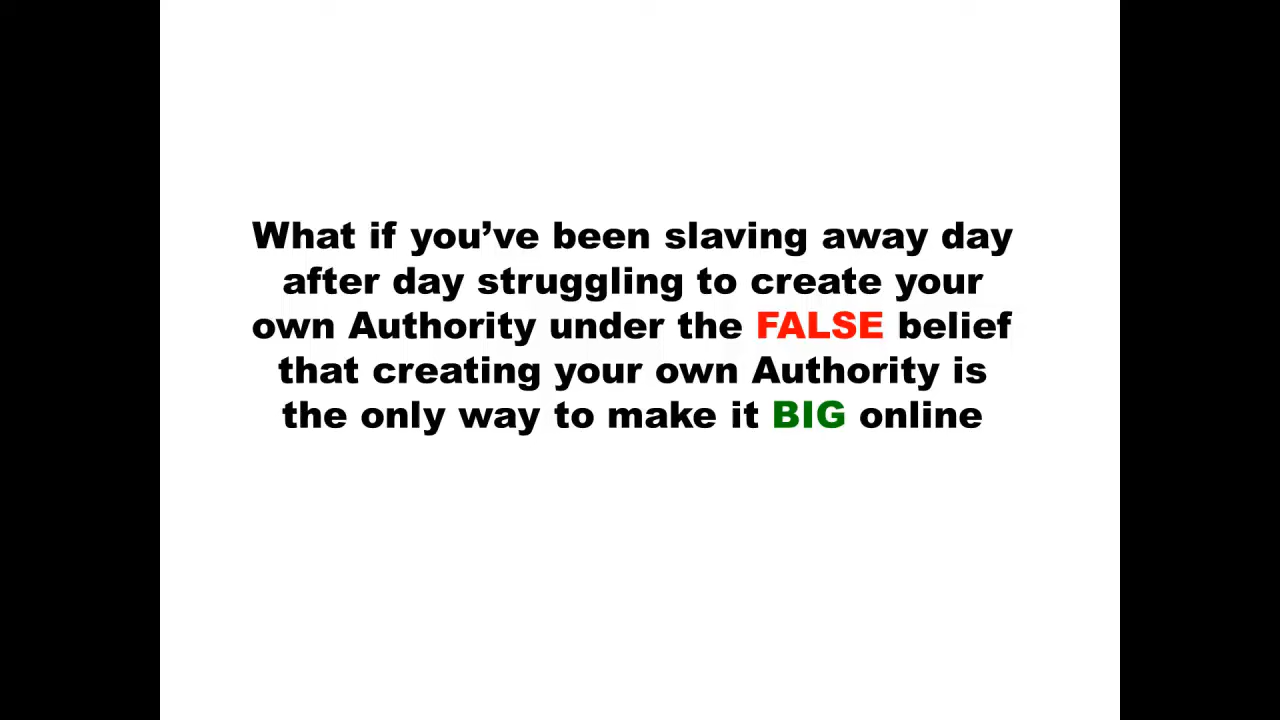 What if you’ve been slaving away day
after day struggling to create your
own Authority under the FALSE belief
that creating your own Authority is
the only way to make it BIG online